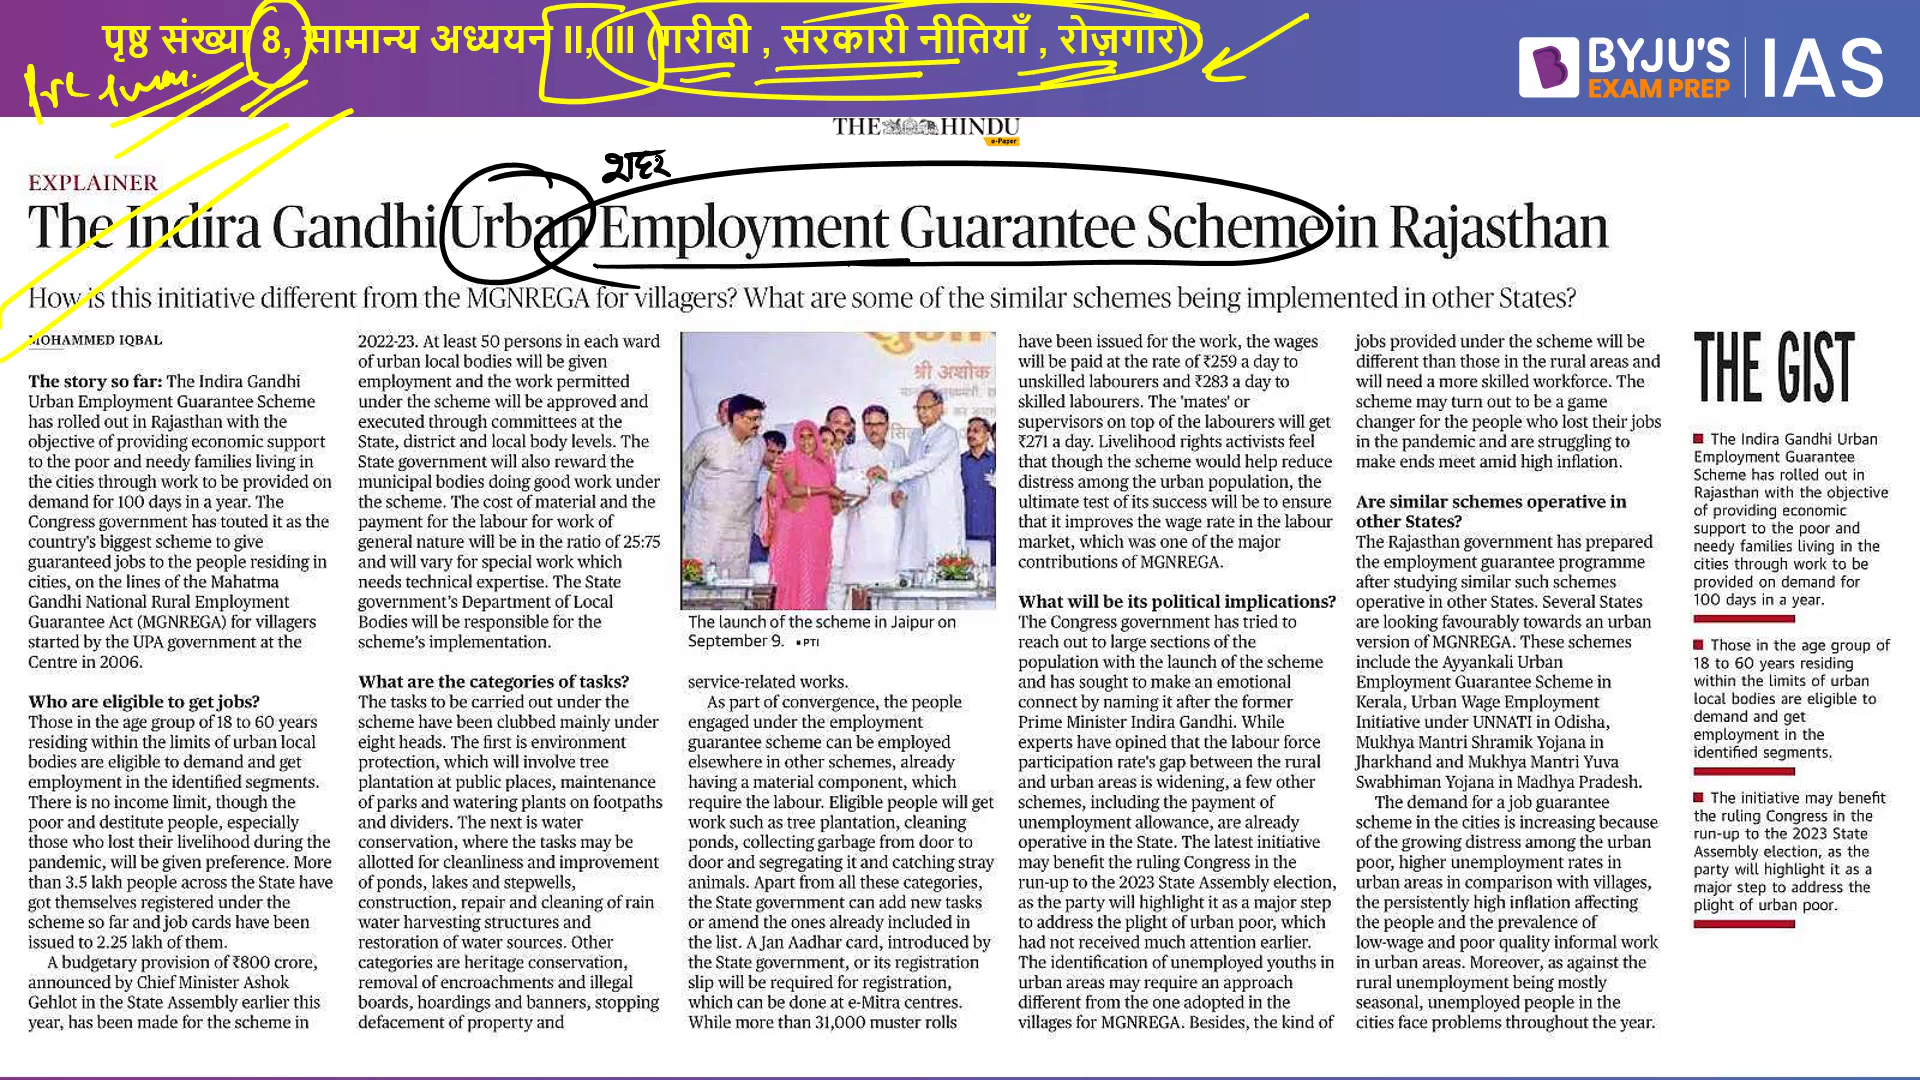 पृष्ठ संख्या 8, सामान्य अध्ययन II, III (गरीबी , सरकारी नीतियाँ , रोज़गार)
BYJU'S
EXAM PREP
IAS
THE HINDU
e-Paper
शहर
EXPLAINER
The Indira Gandhi Urban Employment Guarantee Scheme in Rajasthan
How is this initiative different from the MGNREGA for villagers? What are some of the similar schemes being implemented in other States?
MOHAMMED IQBAL
The story so far: The Indira Gandhi
Urban Employment Guarantee Scheme
has rolled out in Rajasthan with the
objective of providing economic support
to the poor and needy families living in
the cities through work to be provided on
demand for 100 days in a year. The
Congress government has touted it as the
country's biggest scheme to give
guaranteed jobs to the people residing in
cities, on the lines of the Mahatma
Gandhi National Rural Employment
Guarantee Act (MGNREGA) for villagers
started by the UPA government at the
Centre in 2006.
Who are eligible to get jobs?
Those in the age group of 18 to 60 years
residing within the limits of urban local
bodies are eligible to demand and get
employment in the identified segments.
There is no income limit, though the
poor and destitute people, especially
those who lost their livelihood during the
pandemic, will be given preference. More
than 3.5 lakh people across the State have
got themselves registered under the
scheme so far and job cards have been
issued to 2.25 lakh of them.
A budgetary provision of ₹800 crore,
announced by Chief Minister Ashok
Gehlot in the State Assembly earlier this
year, has been made for the scheme in
2022-23. At least 50 persons in each ward
of urban local bodies will be given
employment and the work permitted
under the scheme will be approved and
executed through committees at the
State, district and local body levels. The
State government will also reward the
municipal bodies doing good work under
the scheme. The cost of material and the
payment for the labour for work of
general nature will be in the ratio of 25:75
and will vary for special work which
needs technical expertise. The State
government's Department of Local
Bodies will be responsible for the
scheme's implementation.
What are the categories of tasks?
The tasks to be carried out under the
scheme have been clubbed mainly under
eight heads. The first is environment
protection, which will involve tree
plantation at public places, maintenance
of parks and watering plants on footpaths
and dividers. The next is water
conservation, where the tasks may be
allotted for cleanliness and improvement
of ponds, lakes and stepwells,
construction, repair and cleaning of rain
water harvesting structures and
restoration of water sources. Other
categories are heritage conservation,
removal of encroachments and illegal
boards, hoardings and banners, stopping
defacement of property and
श्री अशोक
The launch of the scheme in Jaipur on
September 9. ▪PTI
service-related works.
As part of convergence, the people
engaged under the employment
guarantee scheme can be employed
elsewhere in other schemes, already
having a material component, which
require the labour. Eligible people will get
work such as tree plantation, cleaning
ponds, collecting garbage from door to
door and segregating it and catching stray
animals. Apart from all these categories,
the State government can add new tasks
or amend the ones already included in
the list. A Jan Aadhar card, introduced by
the State government, or its registration
slip will be required for registration,
which can be done at e-Mitra centres.
While more than 31,000 muster rolls
have been issued for the work, the wages
will be paid at the rate of ₹259 a day to
unskilled labourers and ₹283 a day to
skilled labourers. The 'mates' or
supervisors on top of the labourers will get
₹271 a day. Livelihood rights activists feel
that though the scheme would help reduce
distress among the urban population, the
ultimate test of its success will be to ensure
that it improves the wage rate in the labour
market, which was one of the major
contributions of MGNREGA.
What will be its political implications?
The Congress government has tried to
reach out to large sections of the
population with the launch of the scheme
and has sought to make an emotional
connect by naming it after the former
Prime Minister Indira Gandhi. While
experts have opined that the labour force
participation rate's gap between the rural
and urban areas is widening, a few other
schemes, including the payment of
unemployment allowance, are already
operative in the State. The latest initiative
may benefit the ruling Congress in the
run-up to the 2023 State Assembly election,
as the party will highlight it as a major step
to address the plight of urban poor, which
had not received much attention earlier.
The identification of unemployed youths in
urban areas may require an approach
different from the one adopted in the
villages for MGNREGA. Besides, the kind of
jobs provided under the scheme will be
different than those in the rural areas and
will need a more skilled workforce. The
scheme may turn out to be a game
changer for the people who lost their jobs
in the pandemic and are struggling to
make ends meet amid high inflation.
Are similar schemes operative in
other States?
The Rajasthan government has prepared
the employment guarantee programme
after studying similar such schemes
operative in other States. Several States
are looking favourably towards an urban
version of MGNREGA. These schemes
include the Ayyankali Urban
Employment Guarantee Scheme in
Kerala, Urban Wage Employment
Initiative under UNNATI in Odisha,
Mukhya Mantri Shramik Yojana in
Jharkhand and Mukhya Mantri Yuva
Swabhiman Yojana in Madhya Pradesh.
The demand for a job guarantee
scheme in the cities is increasing because
of the growing distress among the urban
poor, higher unemployment rates in
urban areas in comparison with villages,
the persistently high inflation affecting
the people and the prevalence of
low-wage and poor quality informal work
in urban areas. Moreover, as against the
rural unemployment being mostly
seasonal, unemployed people in the
cities face problems throughout the year.
THE GIST
The Indira Gandhi Urban
Employment Guarantee
Scheme has rolled out in
Rajasthan with the objective
of providing economic
support to the poor and
needy families living in the
cities through work to be
provided on demand for
100 days in a year.
Those in the age group of
18 to 60 years residing
within the limits of urban
local bodies are eligible to
demand and get
employment in the
identified segments.
The initiative may benefit
the ruling Congress in the
run-up to the 2023 State
Assembly election, as the
party will highlight it as a
major step to address the
plight of urban poor.